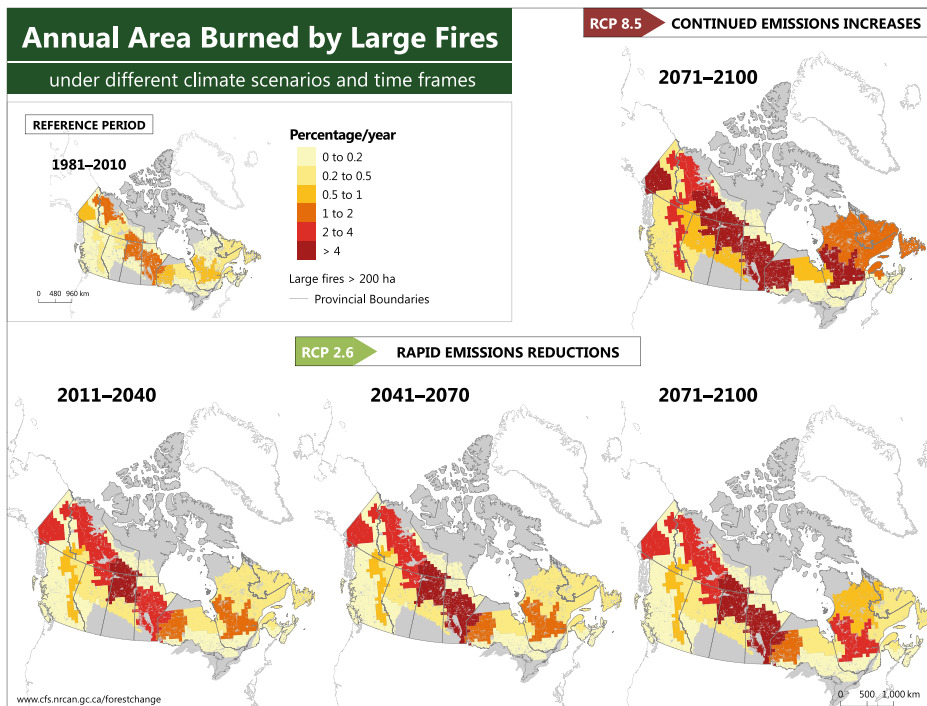 Annual Area Burned by Large Fires
under different climate scenarios and time frames
REFERENCE PERIOD
1981–2010
0 480 960 km
Percentage/year
0 to 0.2
0.2 to 0.5
0.5 to 1
1 to 2
2 to 4
> 4
Large fires > 200 ha
Provincial Boundaries
RCP 8.5 CONTINUED EMISSIONS INCREASES
2071–2100
RCP 2.6 RAPID EMISSIONS REDUCTIONS
2011–2040
2041–2070
2071–2100
www.cfs.nrcan.gc.ca/forestchange
0 500 1,000 km